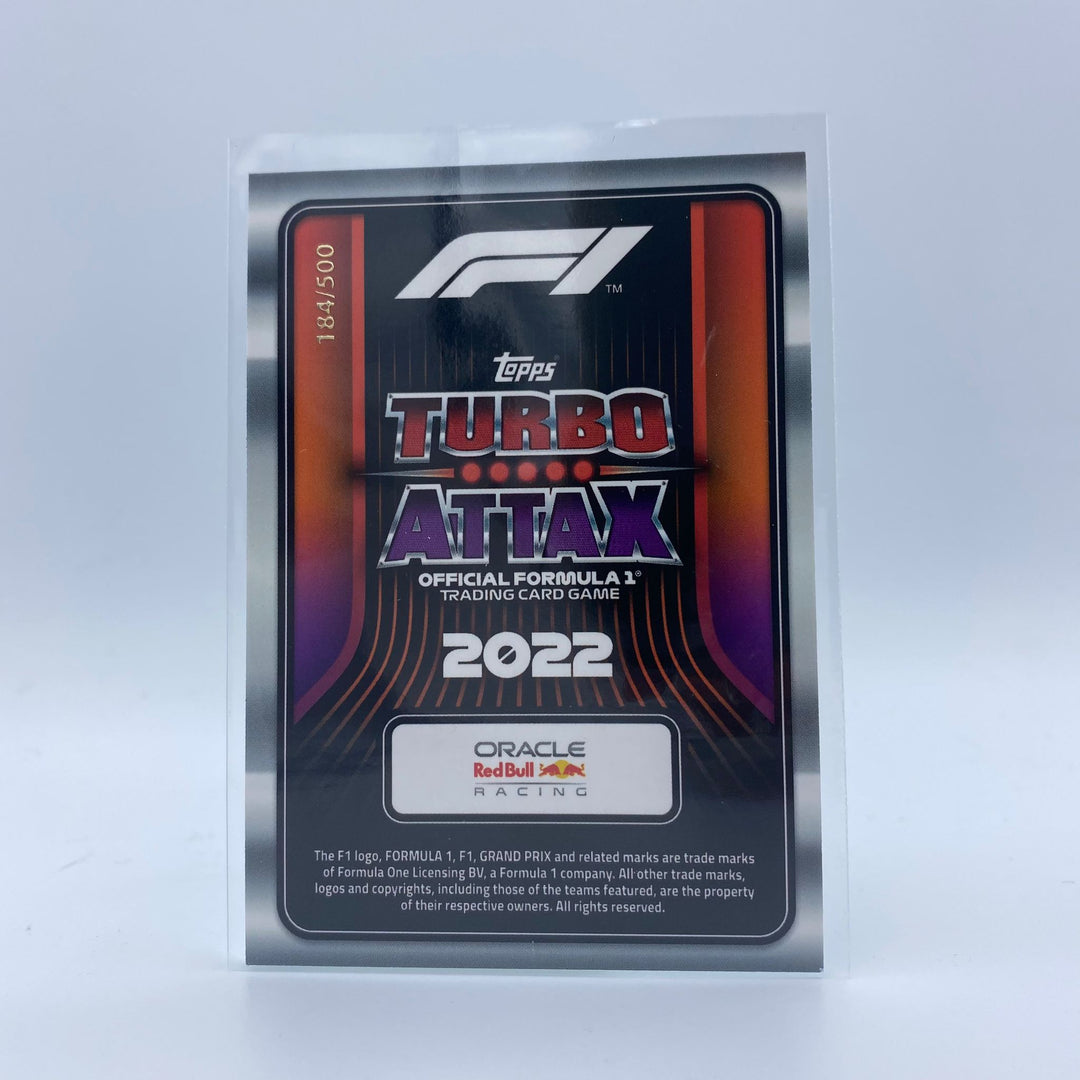 184/500
F1 ™
Topps
TURBO
ATTAX
OFFICIAL FORMULA 1®
TRADING CARD GAME
2022
ORACLE
Red Bull
RACING
The F1 logo, FORMULA 1, F1, GRAND PRIX and related marks are trade marks
of Formula One Licensing BV, a Formula 1 company. All other trade marks,
logos and copyrights, including those of the teams featured, are the property
of their respective owners. All rights reserved.